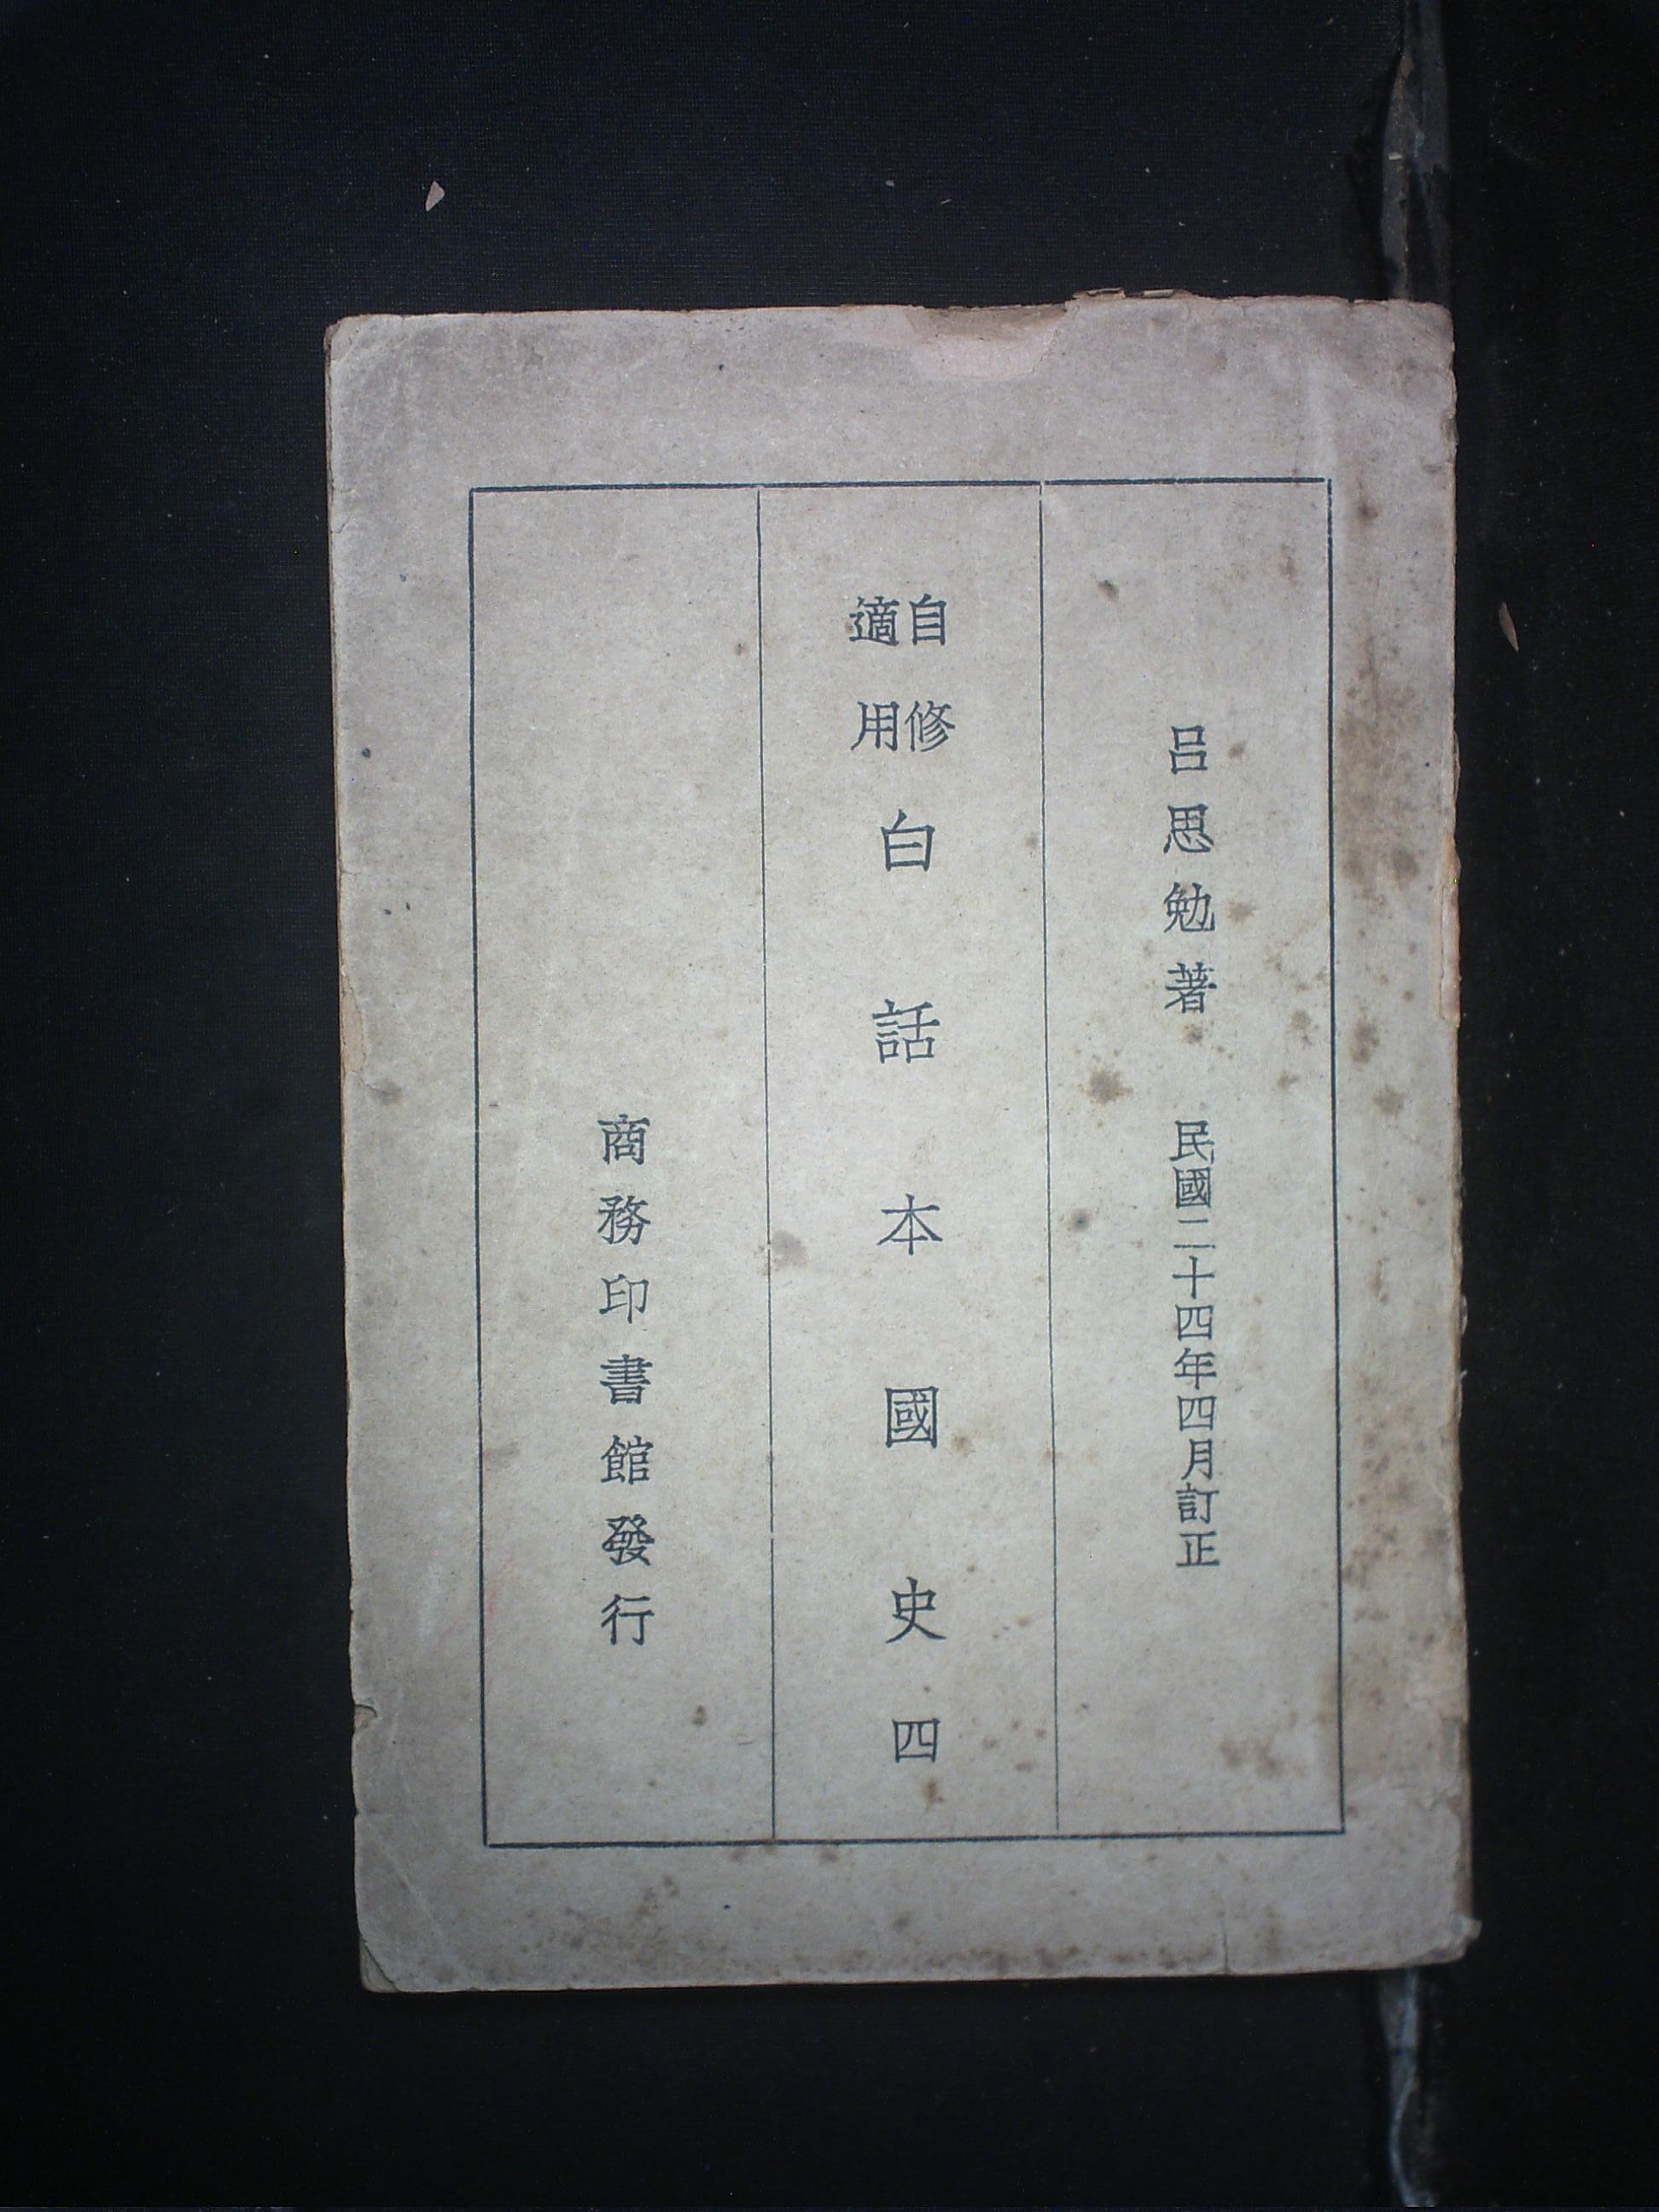 呂思勉著 民國二十四年四月訂正
自修
適用
白話本國史 四
商務印書館發行